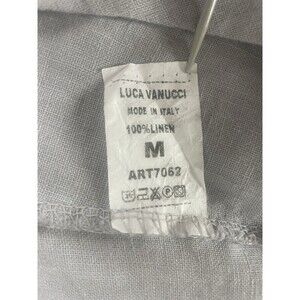 LUCA VANUCCI
MADE IN ITALY
100%LINEN
M
ART7062